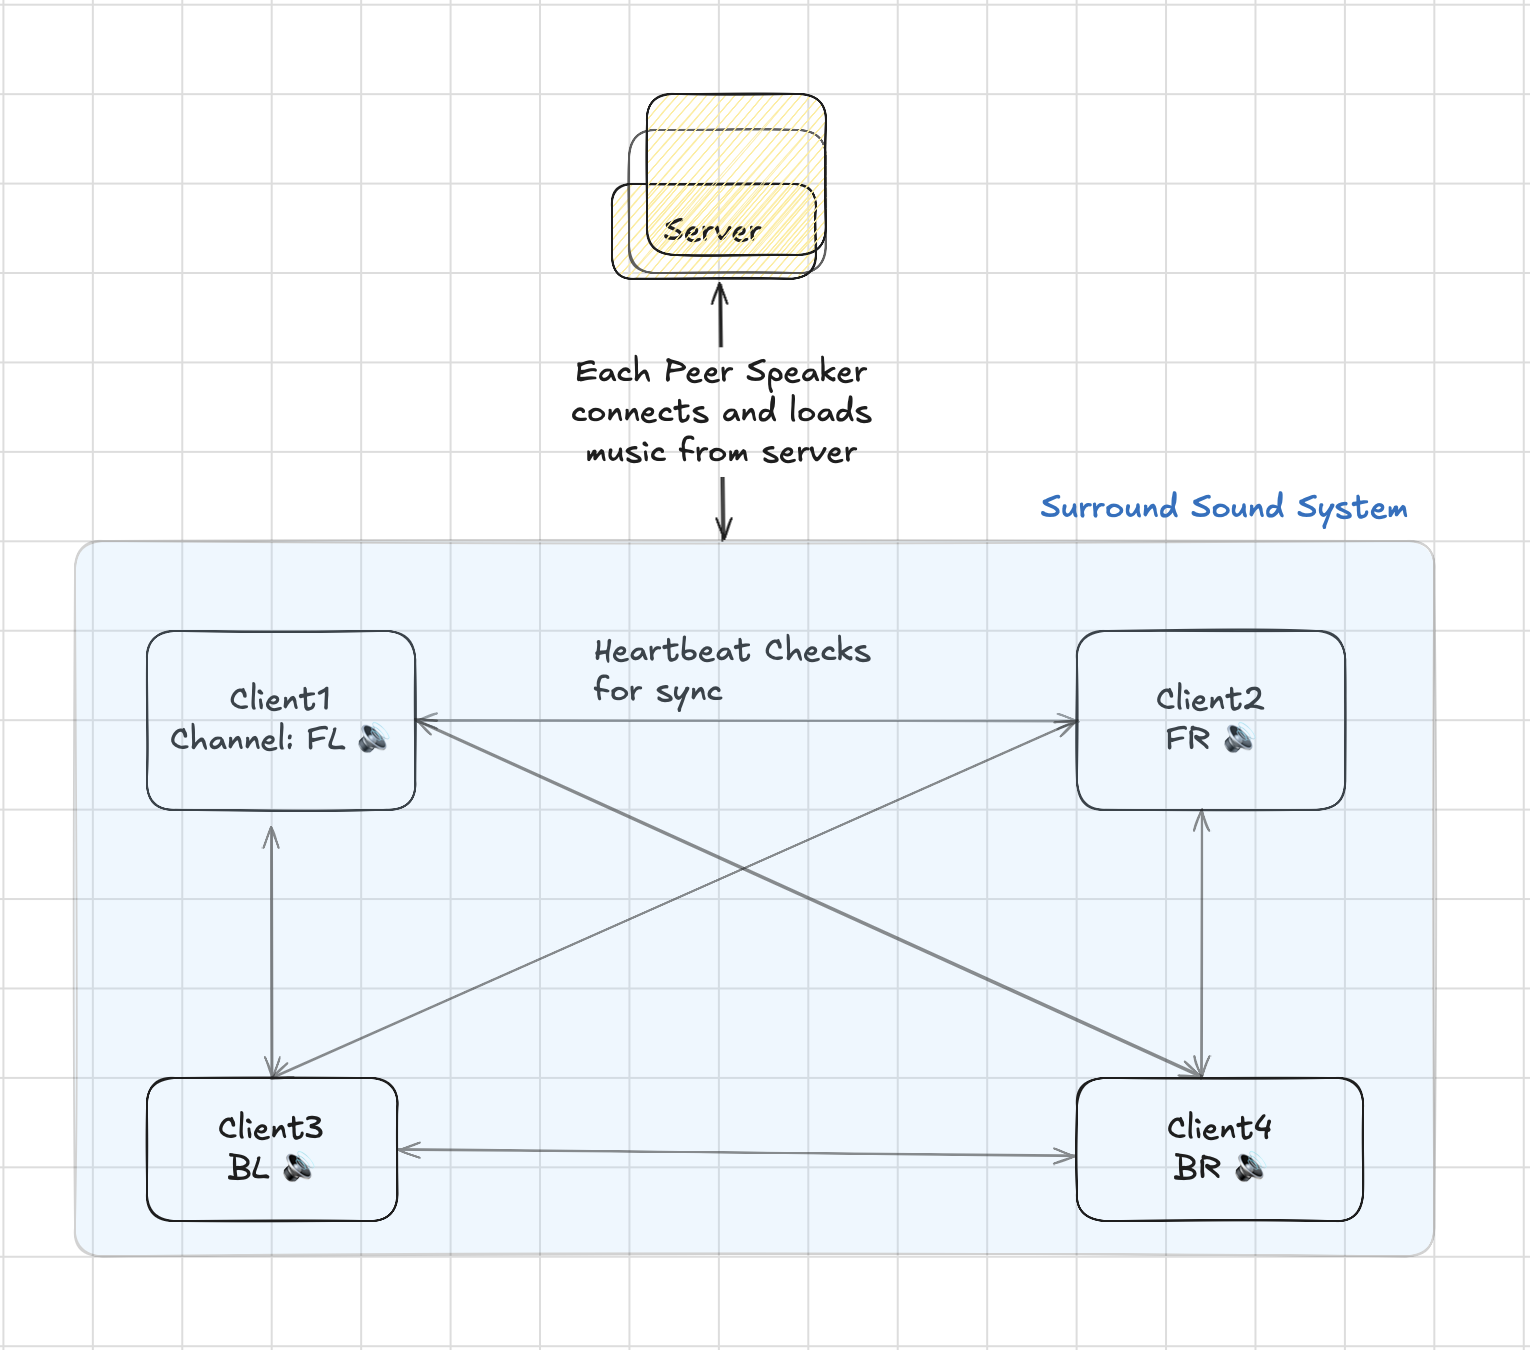 Server
Each Peer Speaker
connects and loads
music from server
Surround Sound System
Heartbeat Checks
for sync
Client1
Channel: FL 🔊
Client2
FR 🔊
Client3
BL 🔊
Client4
BR 🔊